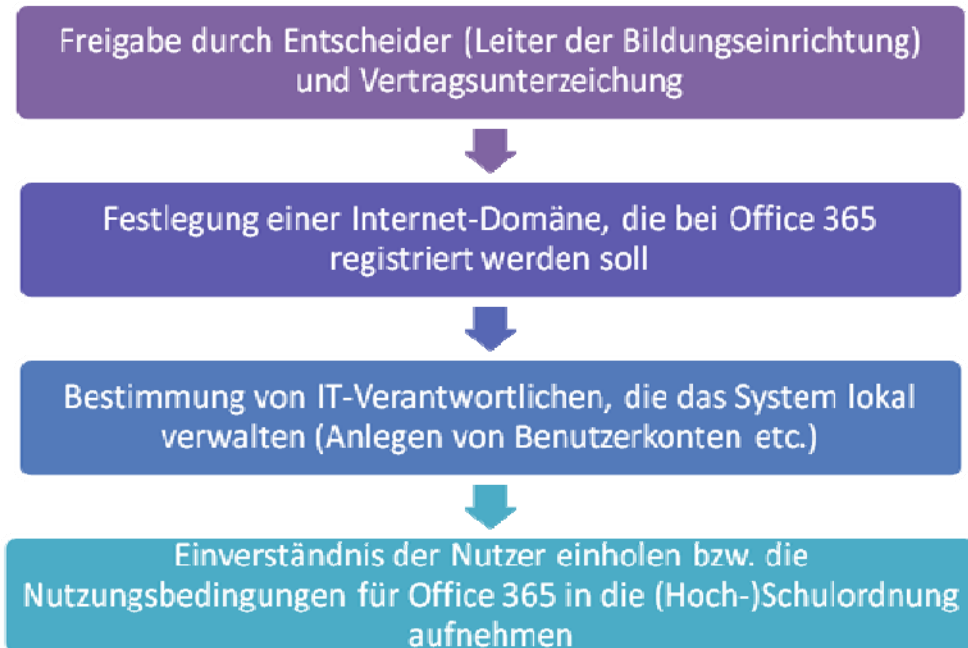 Freigabe durch Entscheider (Leiter der Bildungseinrichtung)
und Vertragsunterzeichung
Festlegung einer Internet-Domäne, die bei Office 365
registriert werden soll
Bestimmung von IT-Verantwortlichen, die das System lokal
verwalten (Anlegen von Benutzerkonten etc.)
Einverständnis der Nutzer einholen bzw. die
Nutzungsbedingungen für Office 365 in die (Hoch-)Schulordnung
aufnehmen